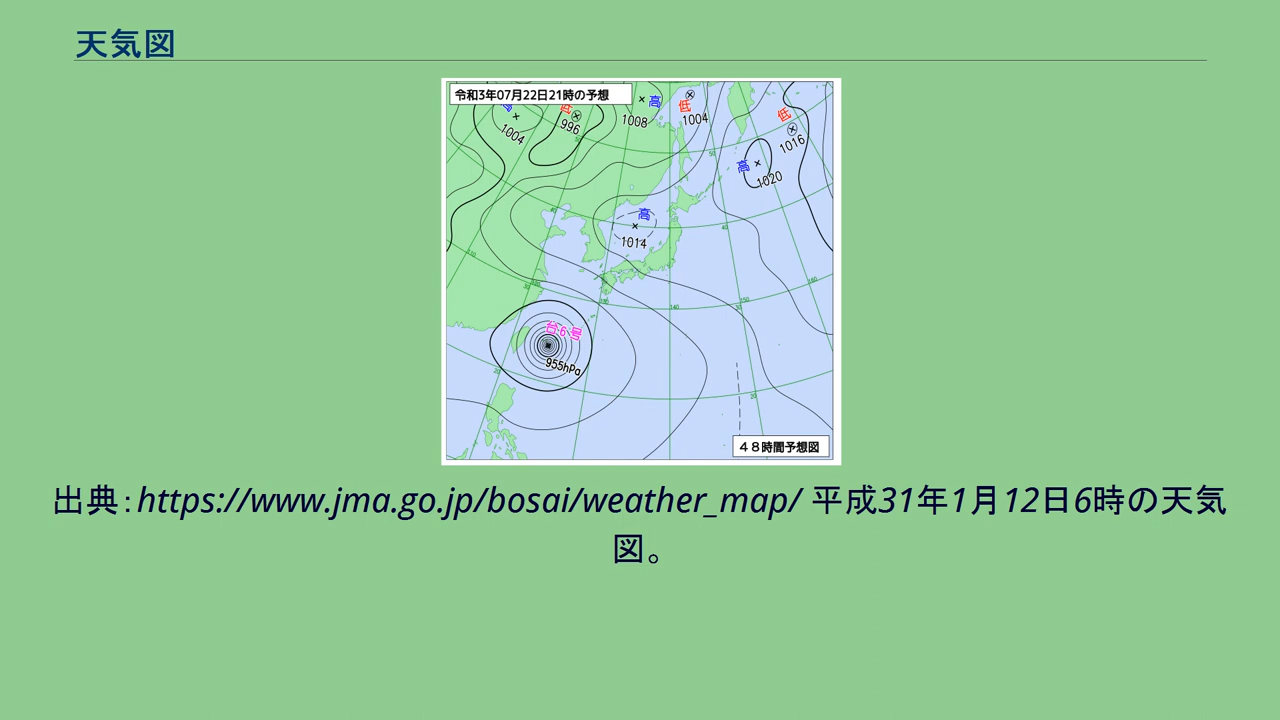 天気図
令和3年07月22日21時の予想
高
1004
低
996
高
1008
低
1004
低
1016
高
1020
高
1014
台6号
955hPa
48時間予想図
出典：https://www.jma.go.jp/bosai/weather_map/ 平成31年1月12日6時の天気
図。